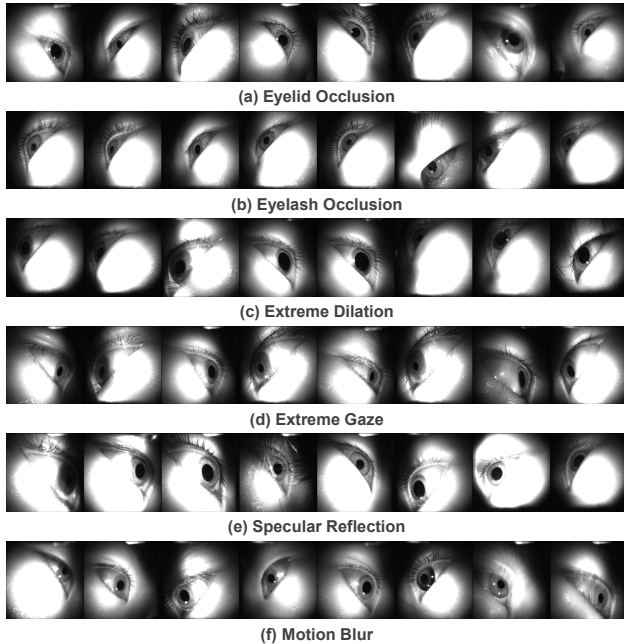 (a) Eyelid Occlusion
(b) Eyelash Occlusion
(c) Extreme Dilation
(d) Extreme Gaze
(e) Specular Reflection
(f) Motion Blur